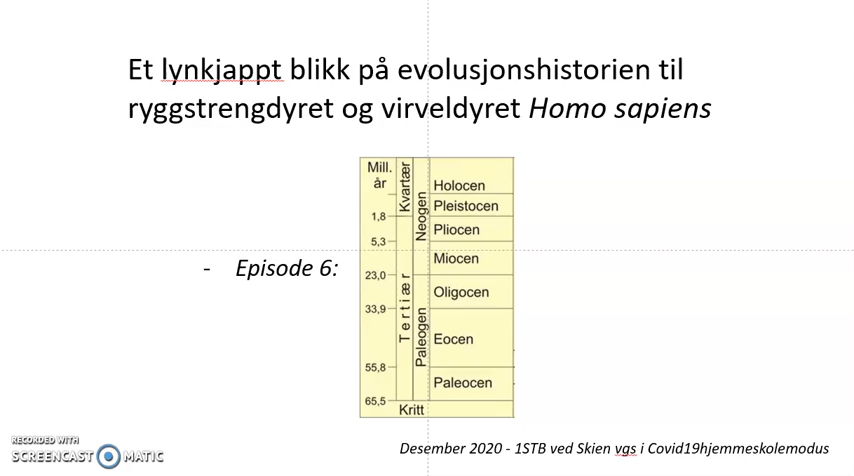 Et lynkjappt blikk på evolusjonshistorien til
ryggstrengdyret og virveldyret Homo sapiens
- Episode 6:
Mill.
år
Kvartær
Neogen
Holocen
Pleistocen
1,8
Pliocen
5,3
Miocen
23,0
Tertiær
Paleogen
Oligocen
33,9
Eocen
55,8
Paleocen
65,5
Kritt
Desember 2020 - 1STB ved Skien vgs i Covid19hjemmeskolemodus
RECORDED WITH
SCREENCAST MATIC